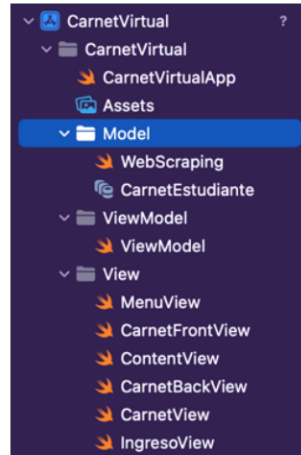 CarnetVirtual ?
CarnetVirtual
CarnetVirtualApp
Assets
Model
WebScraping
CarnetEstudiante
ViewModel
ViewModel
View
MenuView
CarnetFrontView
ContentView
CarnetBackView
CarnetView
IngresoView